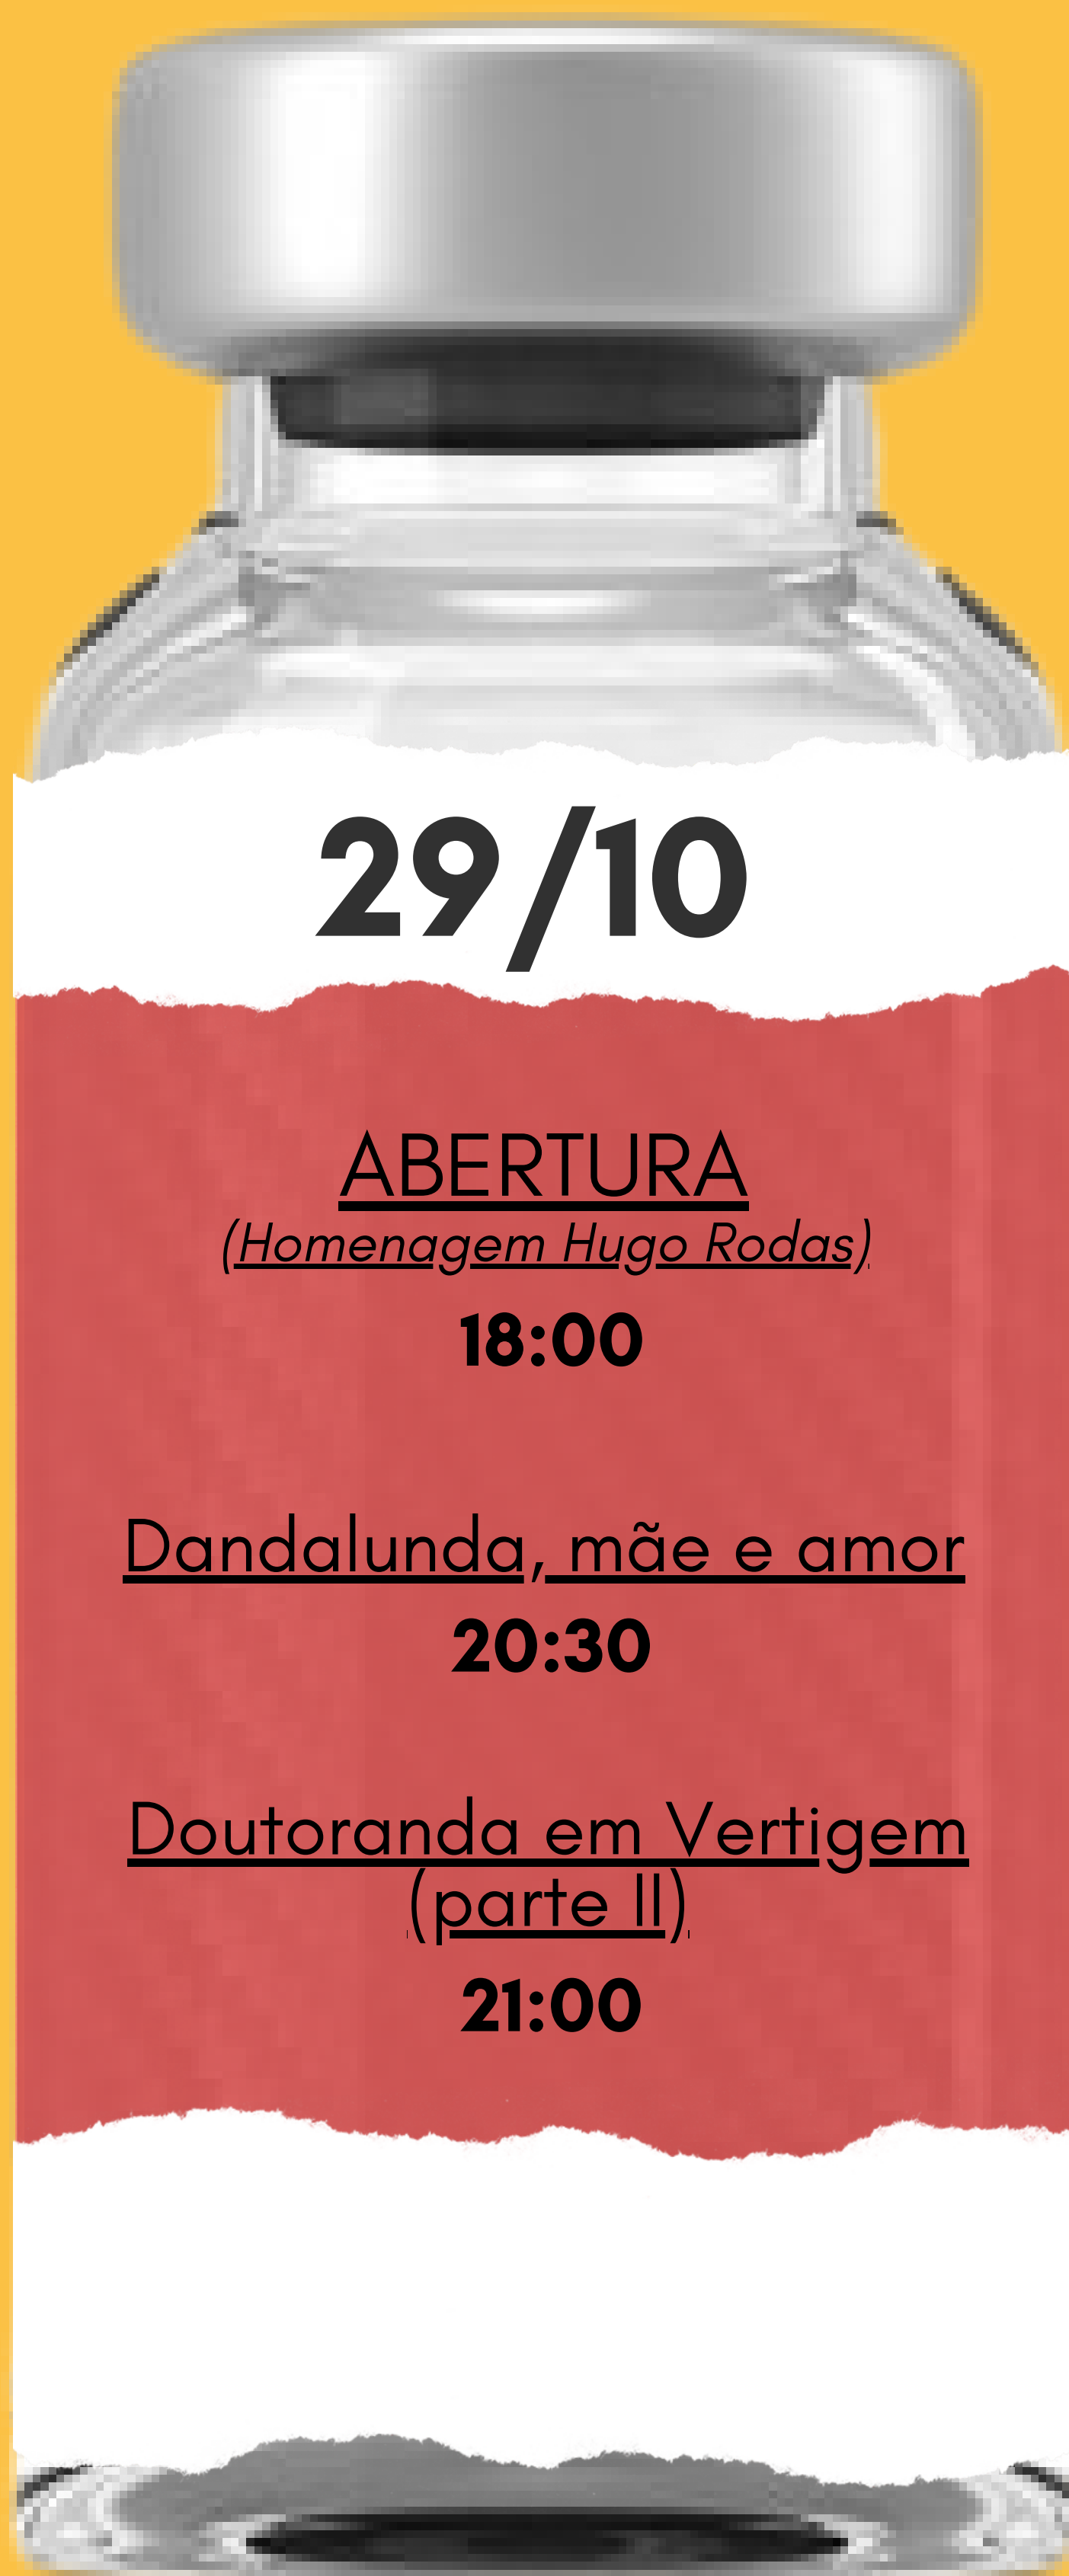 29/10
ABERTURA
(Homenagem Hugo Rodas)
18:00
Dandalunda, mãe e amor
20:30
Doutoranda em Vertigem
(parte II)
21:00